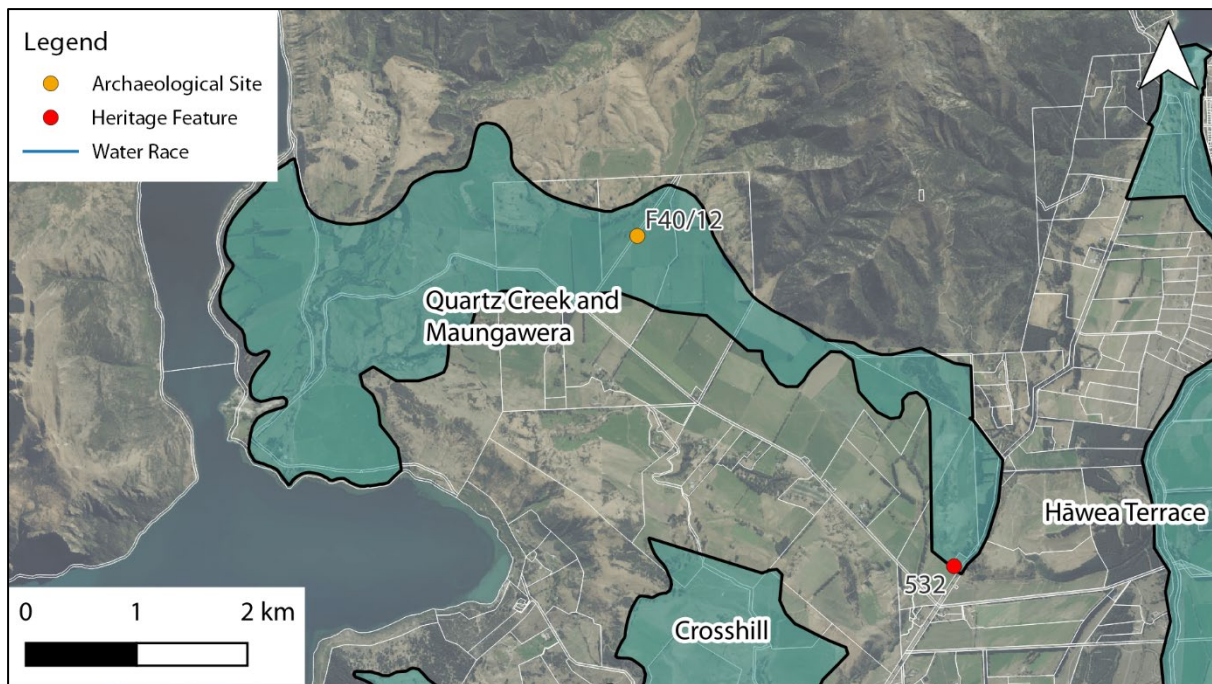 Legend
Archaeological Site
Heritage Feature
Water Race
F40/12
Quartz Creek and
Maungawera
Hāwea Terrace
532
Crosshill
0 1 2 km